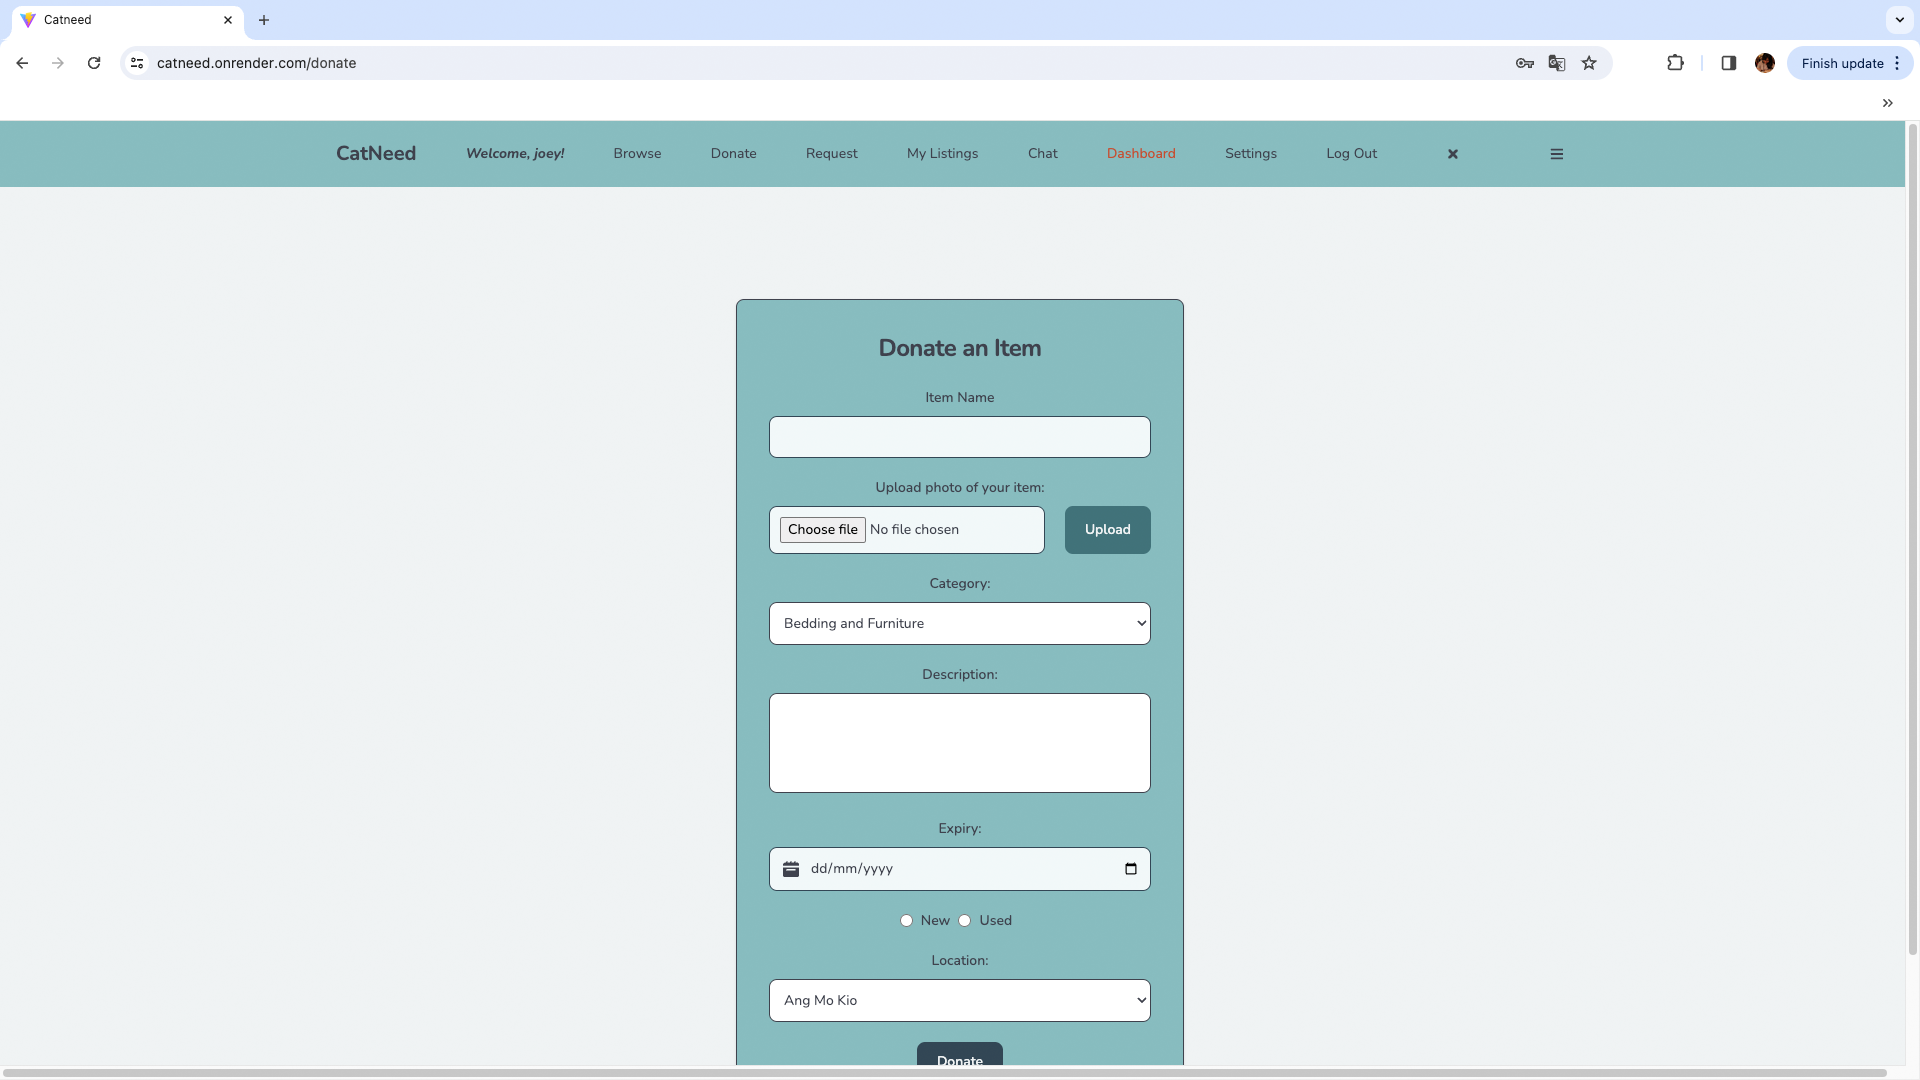 Catneed
catneed.onrender.com/donate
Finish update
CatNeed
Welcome, joey!
Browse
Donate
Request
My Listings
Chat
Dashboard
Settings
Log Out
Donate an Item
Item Name
Upload photo of your item:
Choose file No file chosen
Upload
Category:
Bedding and Furniture
Description:
Expiry:
dd/mm/yyyy
New Used
Location:
Ang Mo Kio
Donate